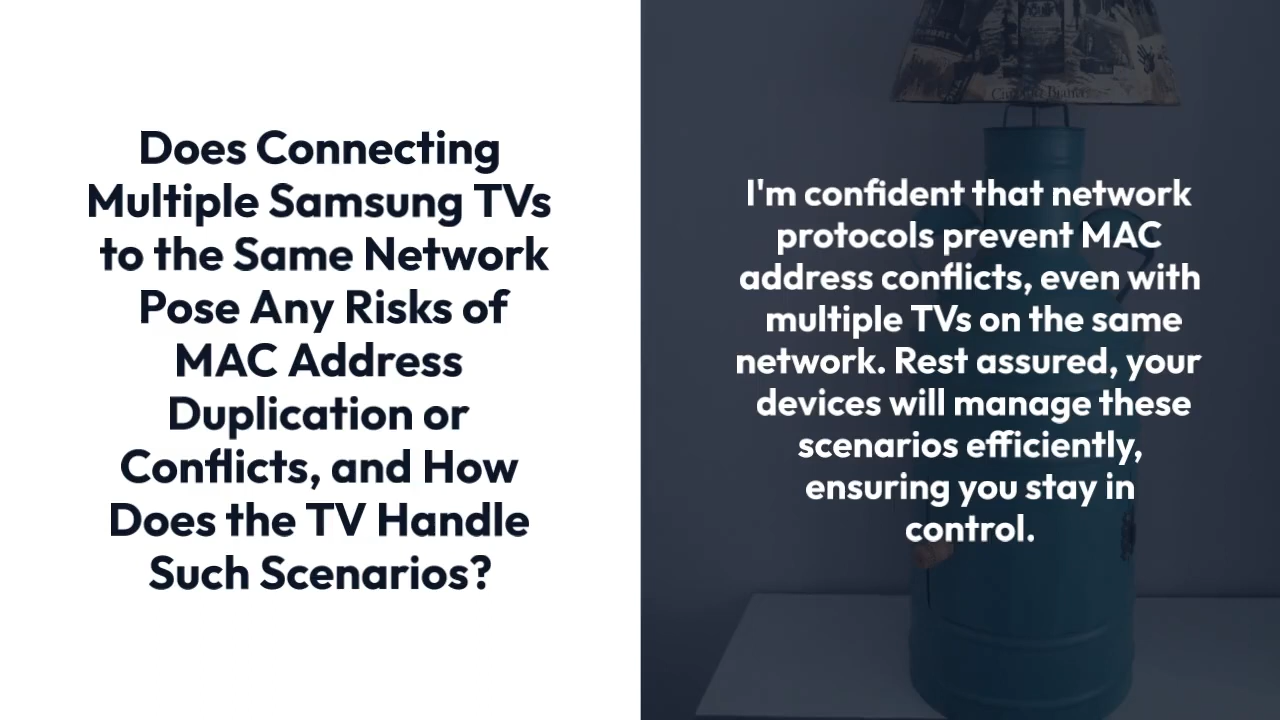 Does Connecting
Multiple Samsung TVs
to the Same Network
Pose Any Risks of
MAC Address
Duplication or
Conflicts, and How
Does the TV Handle
Such Scenarios?
I'm confident that network
protocols prevent MAC
address conflicts, even with
multiple TVs on the same
network. Rest assured, your
devices will manage these
scenarios efficiently,
ensuring you stay in
control.